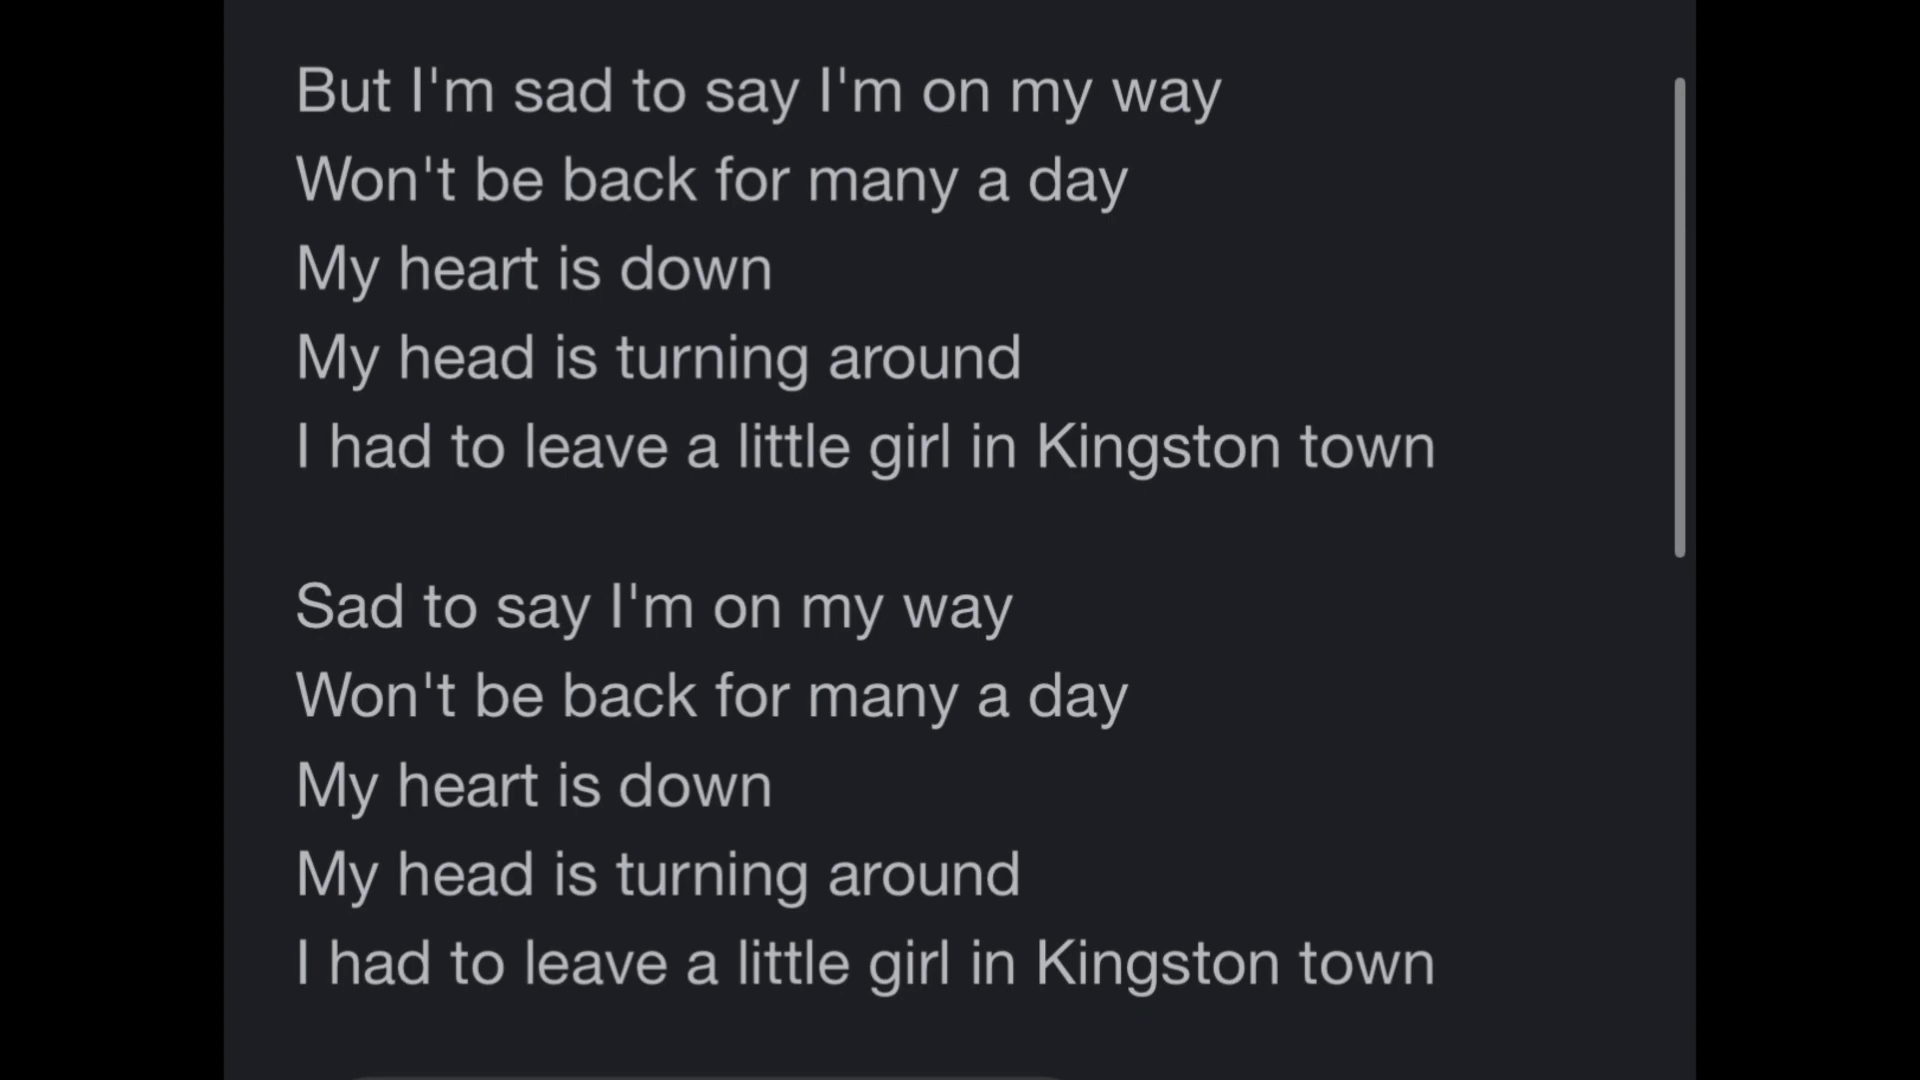 But I'm sad to say I'm on my way
Won't be back for many a day
My heart is down
My head is turning around
I had to leave a little girl in Kingston town
Sad to say I'm on my way
Won't be back for many a day
My heart is down
My head is turning around
I had to leave a little girl in Kingston town